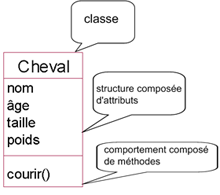 classe
Cheval
nom
âge
taille
poids
structure composée
d'attributs
comportement composé
de méthodes
courir()